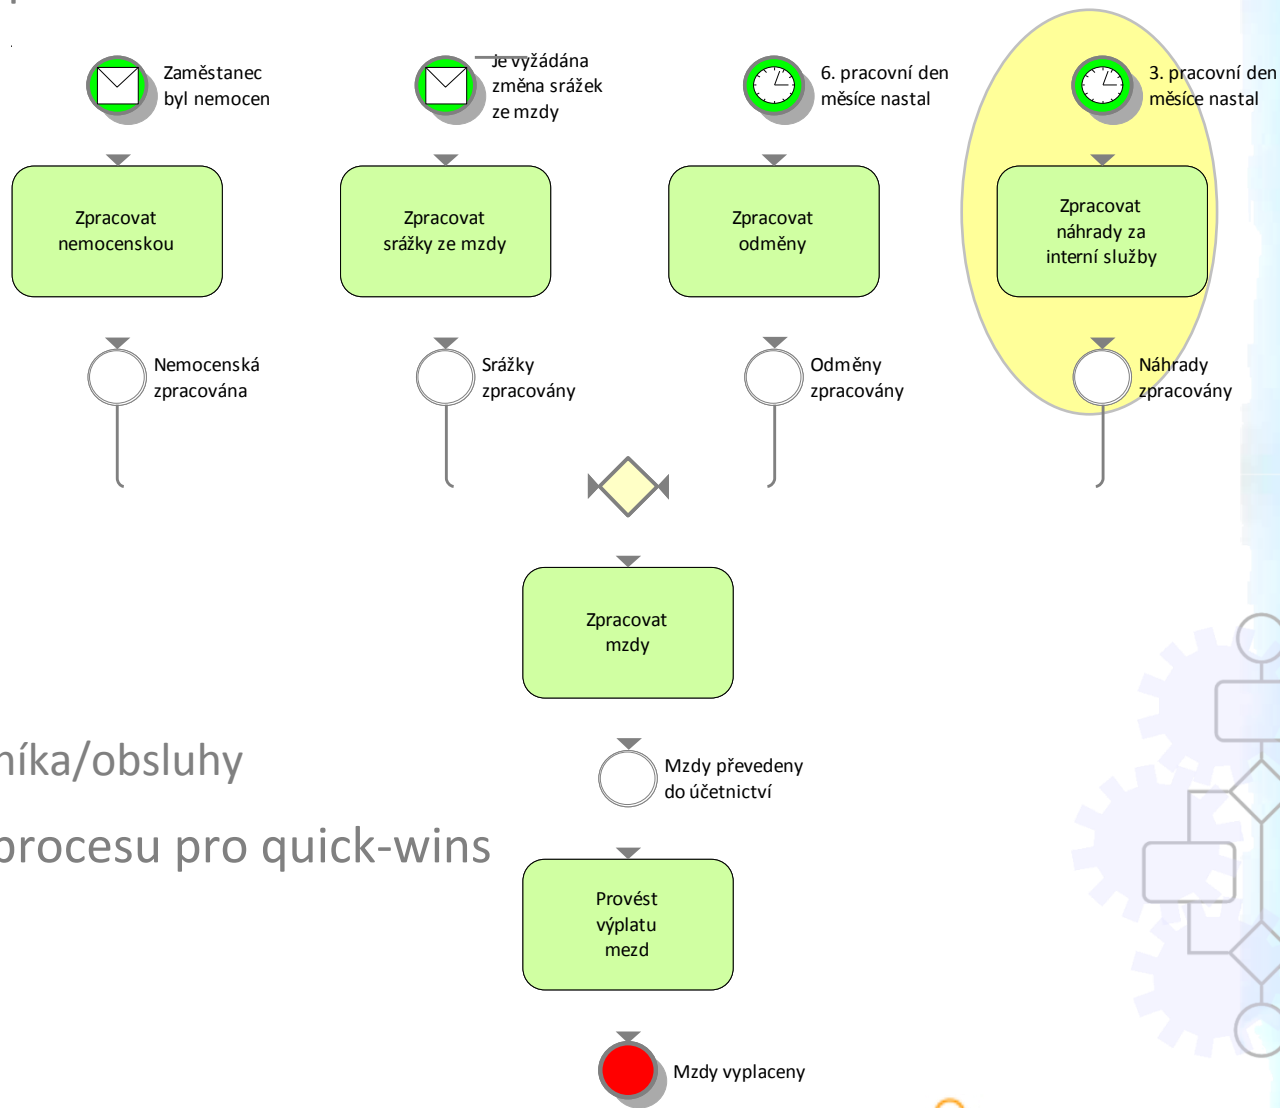 Zaměstanec
byl nemocen
Je vyžádána
změna srážek
ze mzdy
6. pracovní den
měsíce nastal
3. pracovní den
měsíce nastal
Zpracovat
nemocenskou
Zpracovat
srážky ze mzdy
Zpracovat
odměny
Zpracovat
náhrady za
interní služby
Nemocenská
zpracována
Srážky
zpracovány
Odměny
zpracovány
Náhrady
zpracovány
Zpracovat
mzdy
níka/obsluhy
Mzdy převedeny
do účetnictví
procesu pro quick-wins
Provést
výplatu
mezd
Mzdy vyplaceny